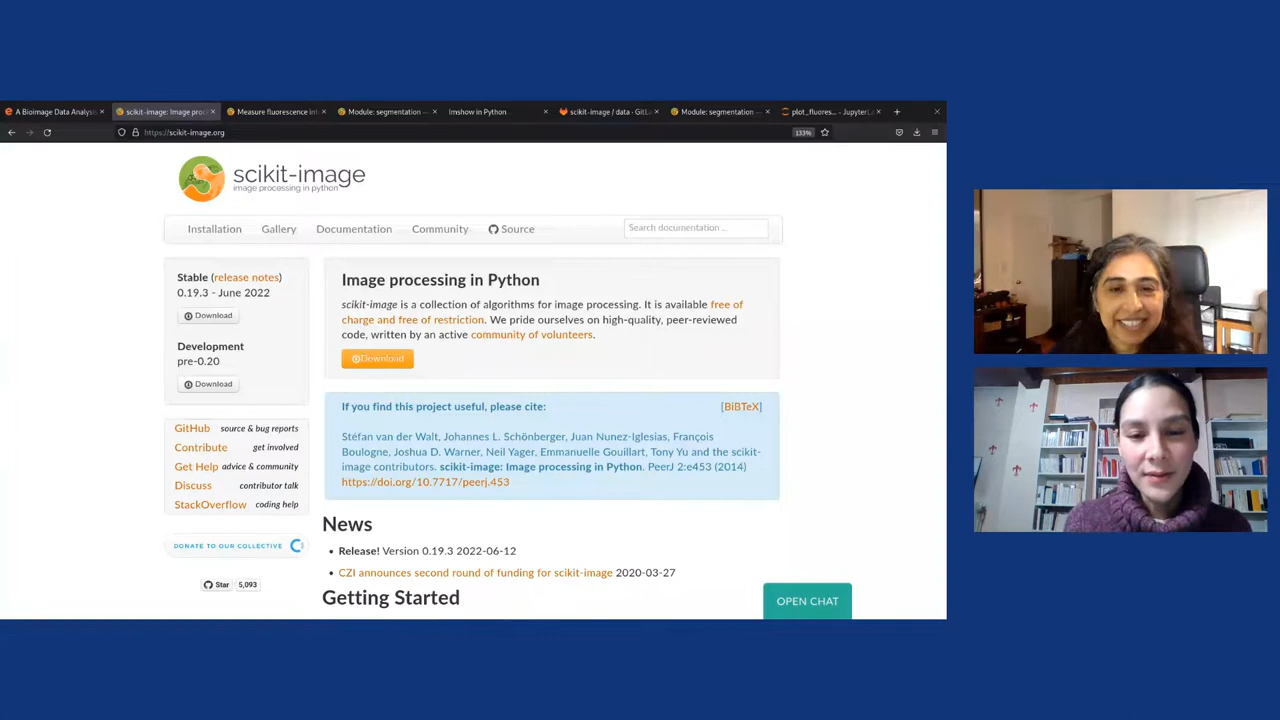 A Bioimage Data Analysis
scikit-image: Image proc
Measure fluorescence int
Module: segmentation —
Imshow in Python
scikit-image / data · GitL
Module: segmentation —
plot_fluores... - JupyterL
https://scikit-image.org
133%
scikit-image
image processing in python
Installation
Gallery
Documentation
Community
Source
Search documentation ...
Stable (release notes)
0.19.3 - June 2022
Download
Development
pre-0.20
Download
GitHub source & bug reports
Contribute get involved
Get Help advice & community
Discuss contributor talk
StackOverflow coding help
DONATE TO OUR COLLECTIVE
Star 5,093
Image processing in Python
scikit-image is a collection of algorithms for image processing. It is available free of
charge and free of restriction. We pride ourselves on high-quality, peer-reviewed
code, written by an active community of volunteers.
Download
If you find this project useful, please cite: [BiBTeX]
Stéfan van der Walt, Johannes L. Schönberger, Juan Nunez-Iglesias, François
Boulogne, Joshua D. Warner, Neil Yager, Emmanuelle Gouillart, Tony Yu and the scikit-
image contributors. scikit-image: Image processing in Python. PeerJ 2:e453 (2014)
https://doi.org/10.7717/peerj.453
News
• Release! Version 0.19.3 2022-06-12
• CZI announces second round of funding for scikit-image 2020-03-27
Getting Started
OPEN CHAT